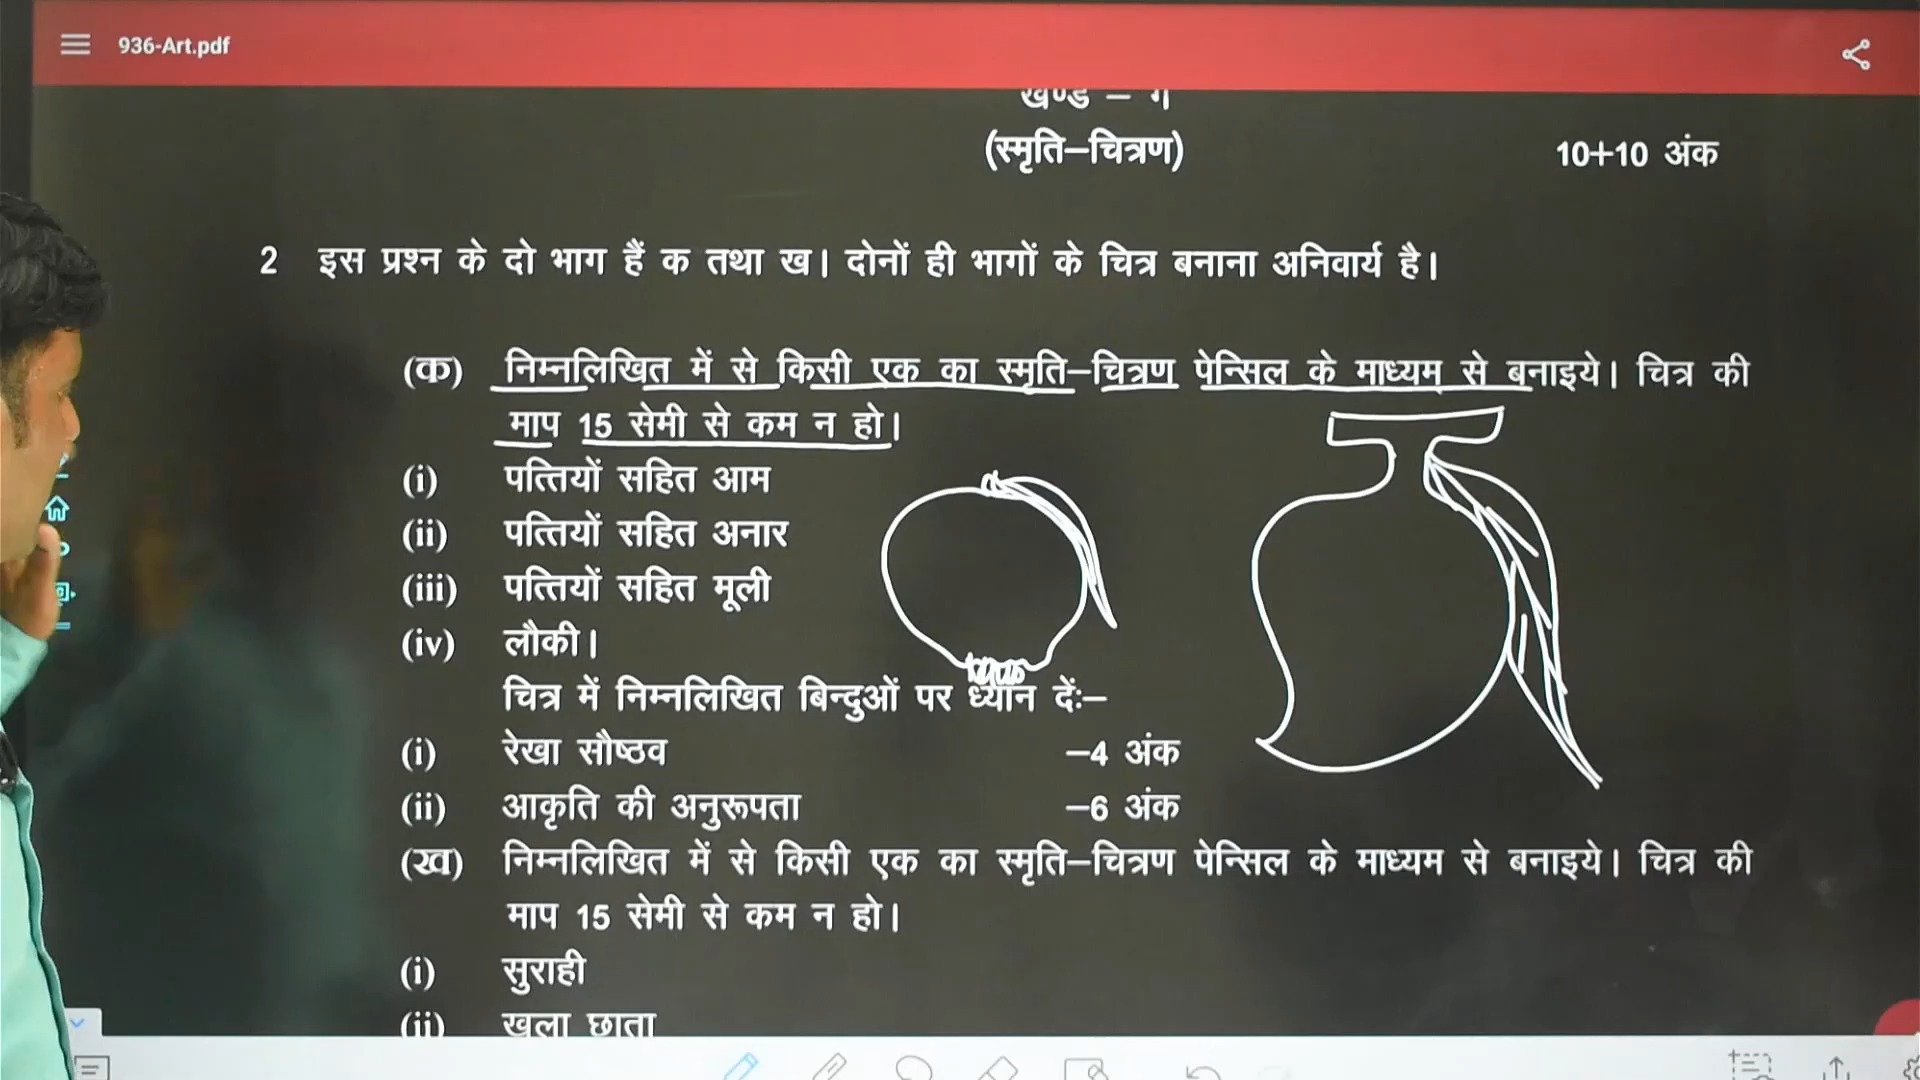 936-Art.pdf
खण्ड – ग
(स्मृति–चित्रण)
10+10 अंक
2 इस प्रश्न के दो भाग हैं क तथा ख। दोनों ही भागों के चित्र बनाना अनिवार्य है।
(क) निम्नलिखित में से किसी एक का स्मृति–चित्रण पेन्सिल के माध्यम से बनाइये। चित्र की
माप 15 सेमी से कम न हो।
(i) पत्तियों सहित आम
(ii) पत्तियों सहित अनार
(iii) पत्तियों सहित मूली
(iv) लौकी।
चित्र में निम्नलिखित बिन्दुओं पर ध्यान देंः–
(i) रेखा सौष्ठव –4 अंक
(ii) आकृति की अनुरूपता –6 अंक
(ख) निम्नलिखित में से किसी एक का स्मृति–चित्रण पेन्सिल के माध्यम से बनाइये। चित्र की
माप 15 सेमी से कम न हो।
(i) सुराही
(ii) खुला छाता